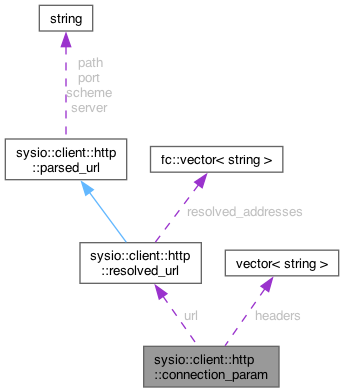 string
path
port
scheme
server
sysio::client::http
::parsed_url
fc::vector< string >
resolved_addresses
sysio::client::http
::resolved_url
vector< string >
url
headers
sysio::client::http
::connection_param